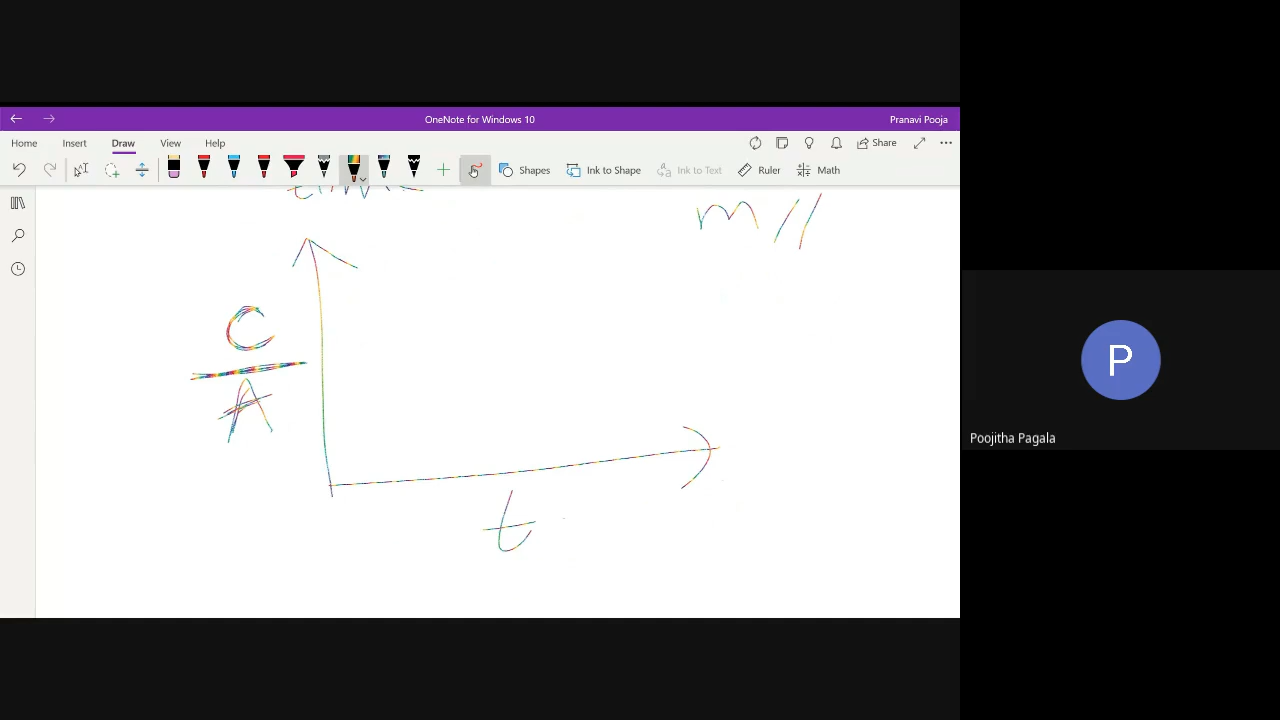 OneNote for Windows 10
Pranavi Pooja
Home Insert Draw View Help
Share
Shapes Ink to Shape Ink to Text Ruler Math
m //
C
A
t
P
Poojitha Pagala